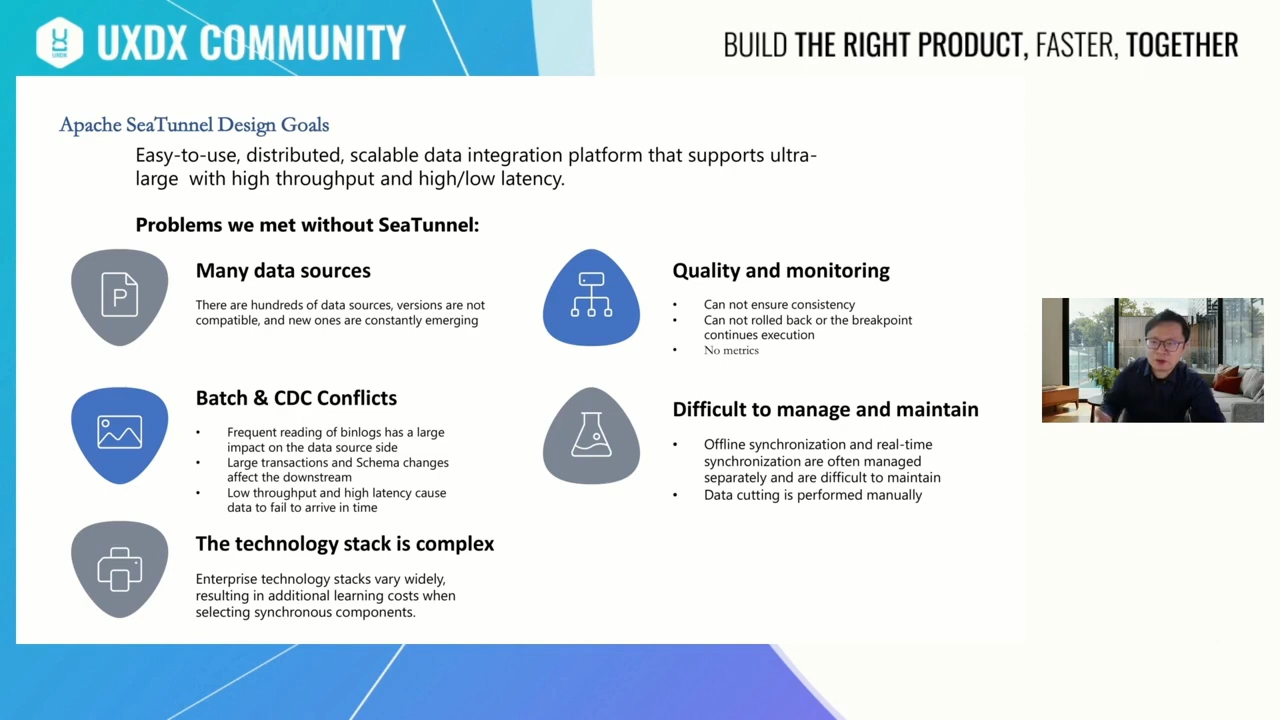 UXDX COMMUNITY
UXDX
BUILD THE RIGHT PRODUCT, FASTER, TOGETHER
Apache SeaTunnel Design Goals
Easy-to-use, distributed, scalable data integration platform that supports ultra-
large with high throughput and high/low latency.
Problems we met without SeaTunnel:
P
Many data sources
There are hundreds of data sources, versions are not
compatible, and new ones are constantly emerging
Batch & CDC Conflicts
• Frequent reading of binlogs has a large
impact on the data source side
• Large transactions and Schema changes
affect the downstream
• Low throughput and high latency cause
data to fail to arrive in time
The technology stack is complex
Enterprise technology stacks vary widely,
resulting in additional learning costs when
selecting synchronous components.
Quality and monitoring
• Can not ensure consistency
• Can not rolled back or the breakpoint
continues execution
• No metrics
Difficult to manage and maintain
• Offline synchronization and real-time
synchronization are often managed
separately and are difficult to maintain
• Data cutting is performed manually